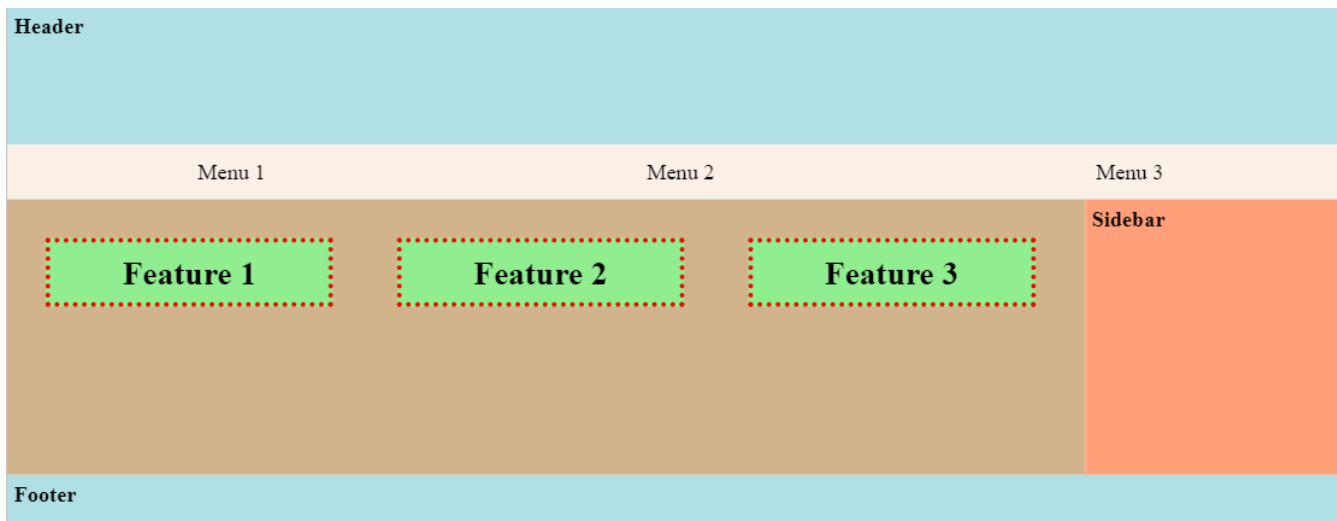 Header
Menu 1 Menu 2 Menu 3
Sidebar
Feature 1 Feature 2 Feature 3
Footer